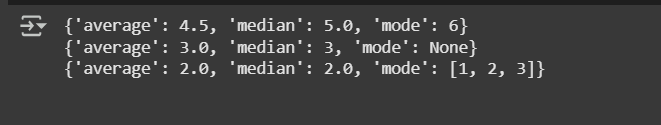 {'average': 4.5, 'median': 5.0, 'mode': 6}
{'average': 3.0, 'median': 3, 'mode': None}
{'average': 2.0, 'median': 2.0, 'mode': [1, 2, 3]}